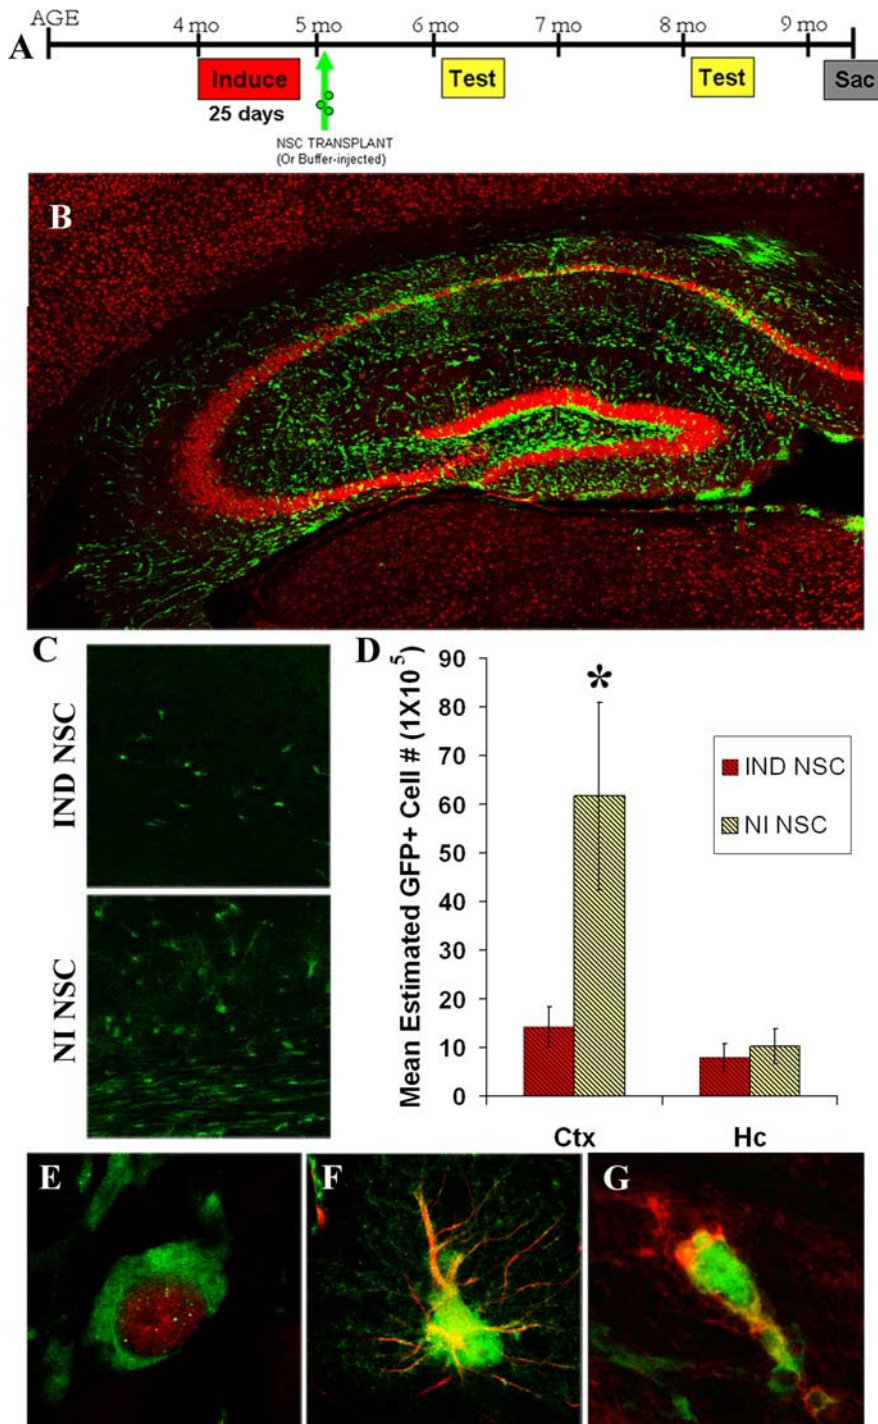 AGE 4 mo 5 mo 6 mo 7 mo 8 mo 9 mo
A
Induce Test Test Sac
25 days
NSC TRANSPLANT
(Or Buffer-injected)
B
C
IND NSC
NI NSC
D
Mean Estimated GFP+ Cell # (1X10 5)
90
80
70
60
50
40
30
20
10
0
*
IND NSC
NI NSC
Ctx Hc
E F G